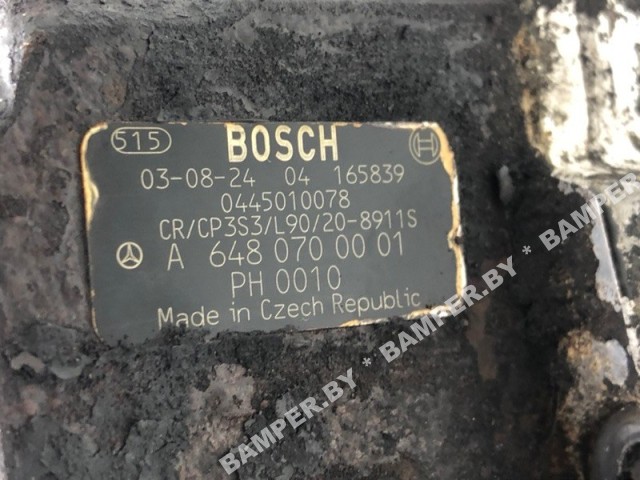 515 BOSCH
03-08-24 04 165839
0445010078
CR/CP3S3/L90/20-8911S
A 648 070 00 01
PH 0010
Made in Czech Republic
BAMPER.BY * BAMPER.BY * BAMPER.BY